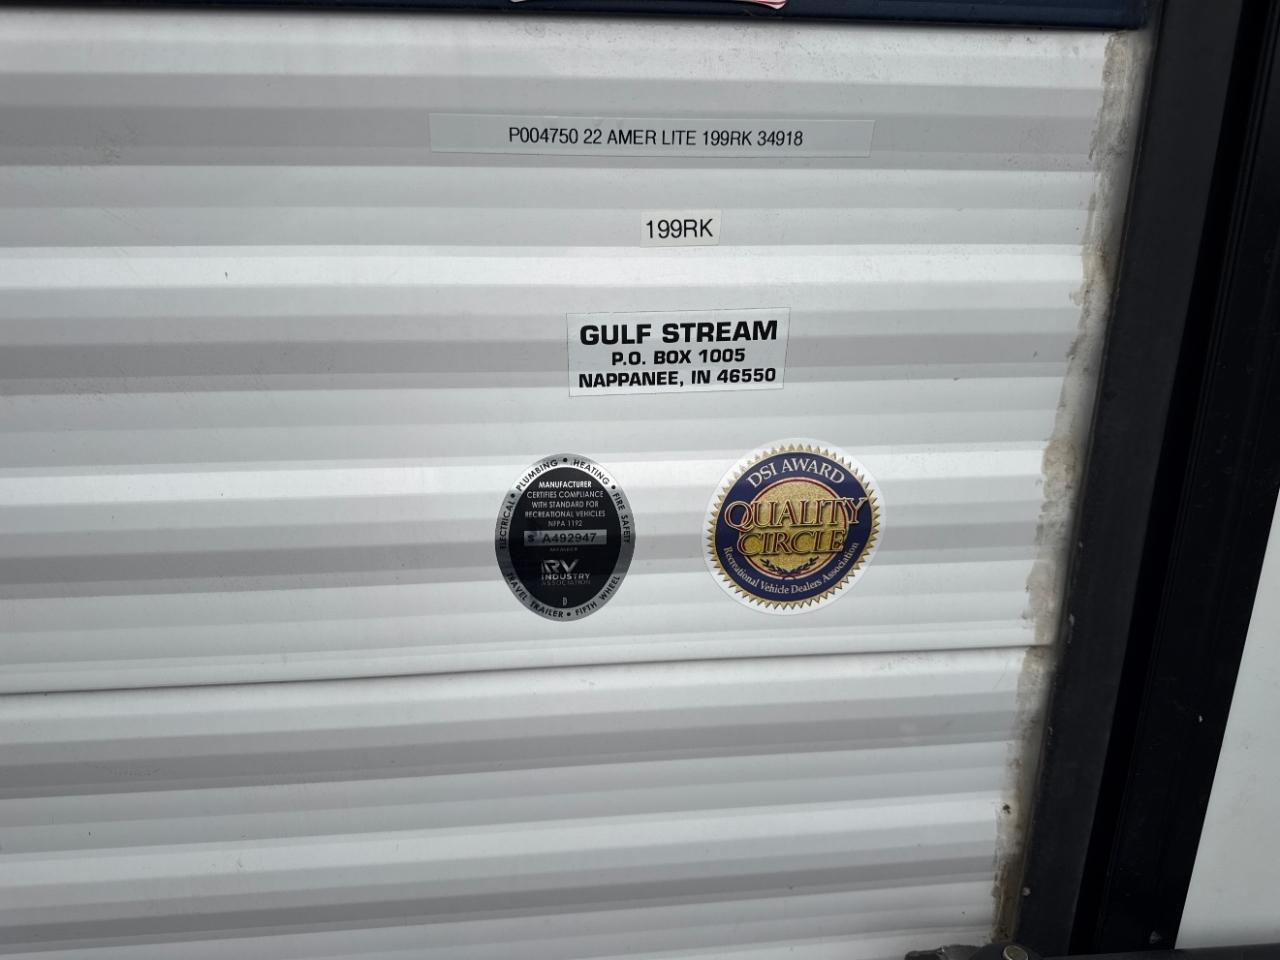 P004750 22 AMER LITE 199RK 34918
199RK
GULF STREAM
P.O. BOX 1005
NAPPANEE, IN 46550
ELECTRICAL • PLUMBING • HEATING • FIRE SAFETY
MANUFACTURER
CERTIFIES COMPLIANCE
WITH STANDARD FOR
RECREATIONAL VEHICLES
NFPA 1192
S A492947
MEMBER
RV
INDUSTRY
ASSOCIATION
D
TRAVEL TRAILER • FIFTH WHEEL
DSI AWARD
QUALITY
CIRCLE
Recreational Vehicle Dealers Association